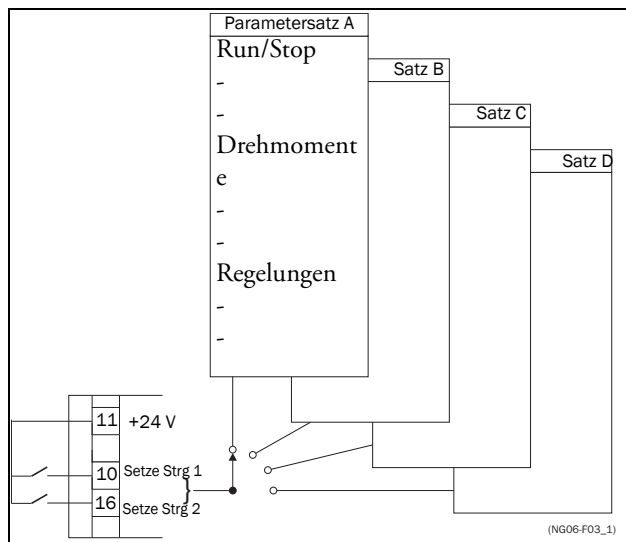 Parametersatz A
Run/Stop
-
-
Drehmoment
e
-
-
Regelungen
-
-
Satz B
Satz C
Satz D
11 +24 V
10 Setze Strg 1
16 Setze Strg 2
}
(NG06-F03_1)